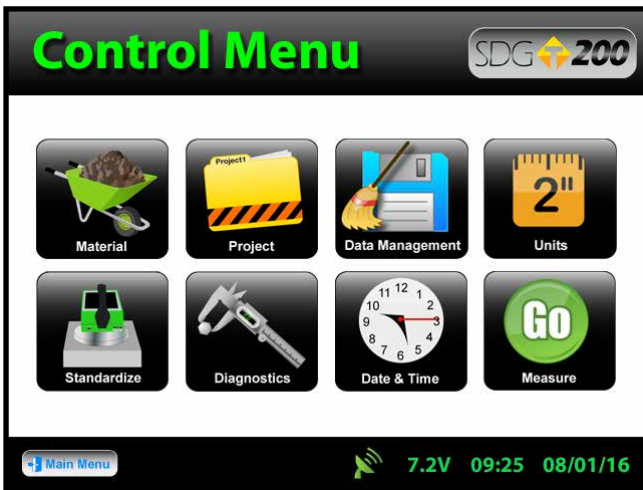 Control Menu
SDG T 200
Project1
2"
Material
Project
Data Management
Units
12
11
1
10
2
9
3
8
4
7
6
5
Go
Standardize
Diagnostics
Date & Time
Measure
Main Menu
7.2V 09:25 08/01/16